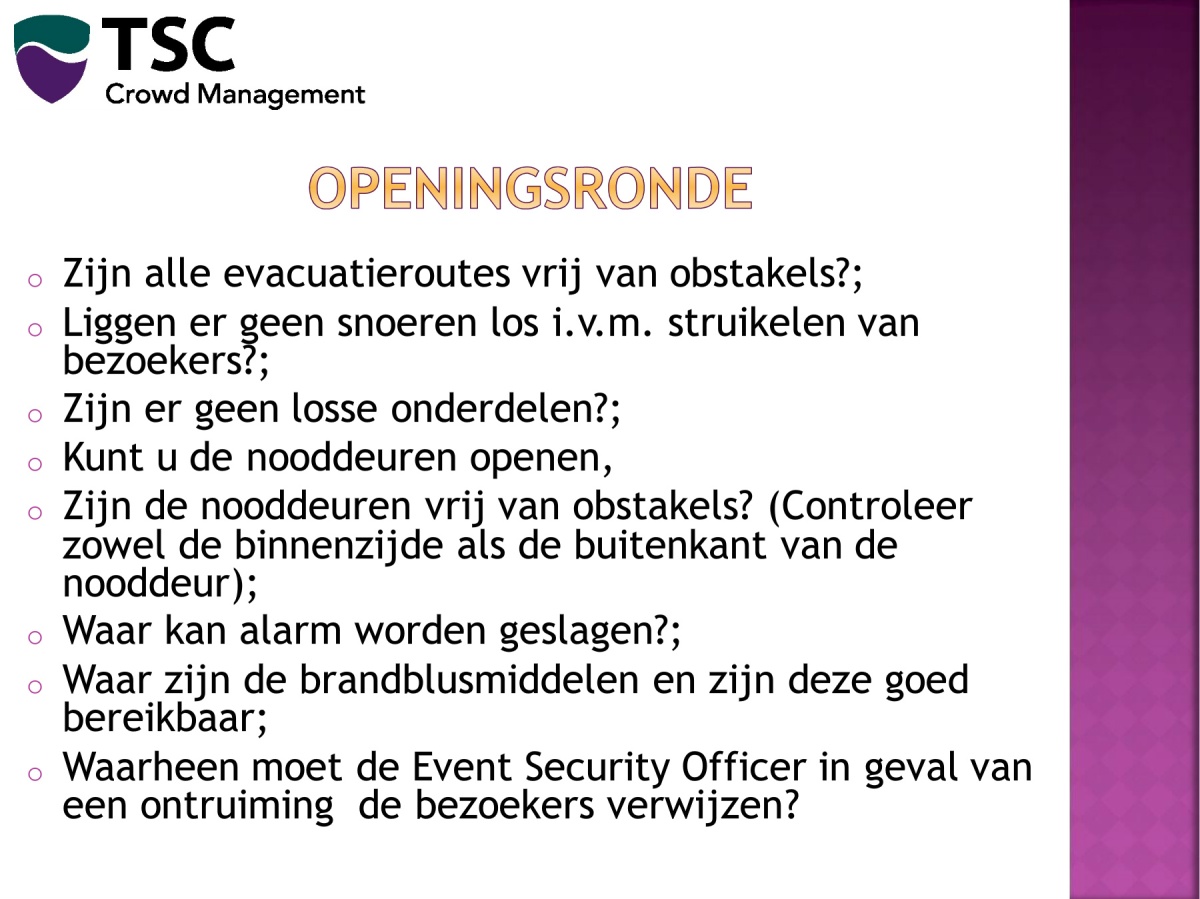 TSC
Crowd Management
OPENINGSRONDE
o Zijn alle evacuatieroutes vrij van obstakels?;
o Liggen er geen snoeren los i.v.m. struikelen van
bezoekers?;
o Zijn er geen losse onderdelen?;
o Kunt u de nooddeuren openen,
o Zijn de nooddeuren vrij van obstakels? (Controleer
zowel de binnenzijde als de buitenkant van de
nooddeur);
o Waar kan alarm worden geslagen?;
o Waar zijn de brandblusmiddelen en zijn deze goed
bereikbaar;
o Waarheen moet de Event Security Officer in geval van
een ontruiming  de bezoekers verwijzen?